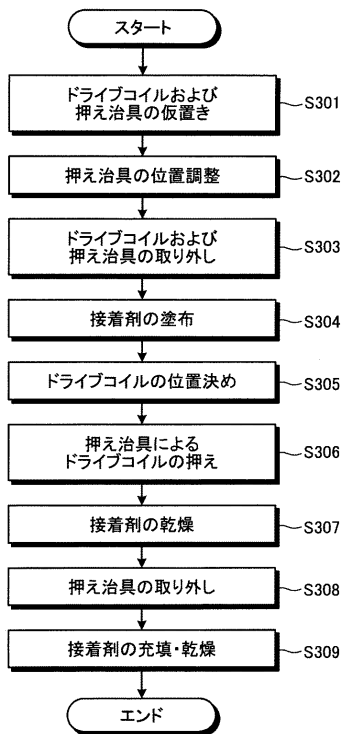 スタート
ドライブコイルおよび
押え治具の仮置き
S301
押え治具の位置調整
S302
ドライブコイルおよび
押え治具の取り外し
S303
接着剤の塗布
S304
ドライブコイルの位置決め
S305
押え治具による
ドライブコイルの押え
S306
接着剤の乾燥
S307
押え治具の取り外し
S308
接着剤の充填・乾燥
S309
エンド